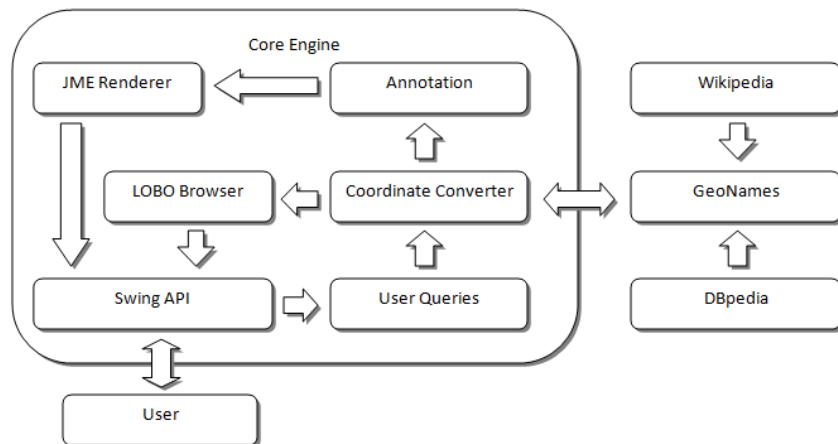 Core Engine
JME Renderer
Annotation
Wikipedia
LOBO Browser
Coordinate Converter
GeoNames
Swing API
User Queries
DBpedia
User